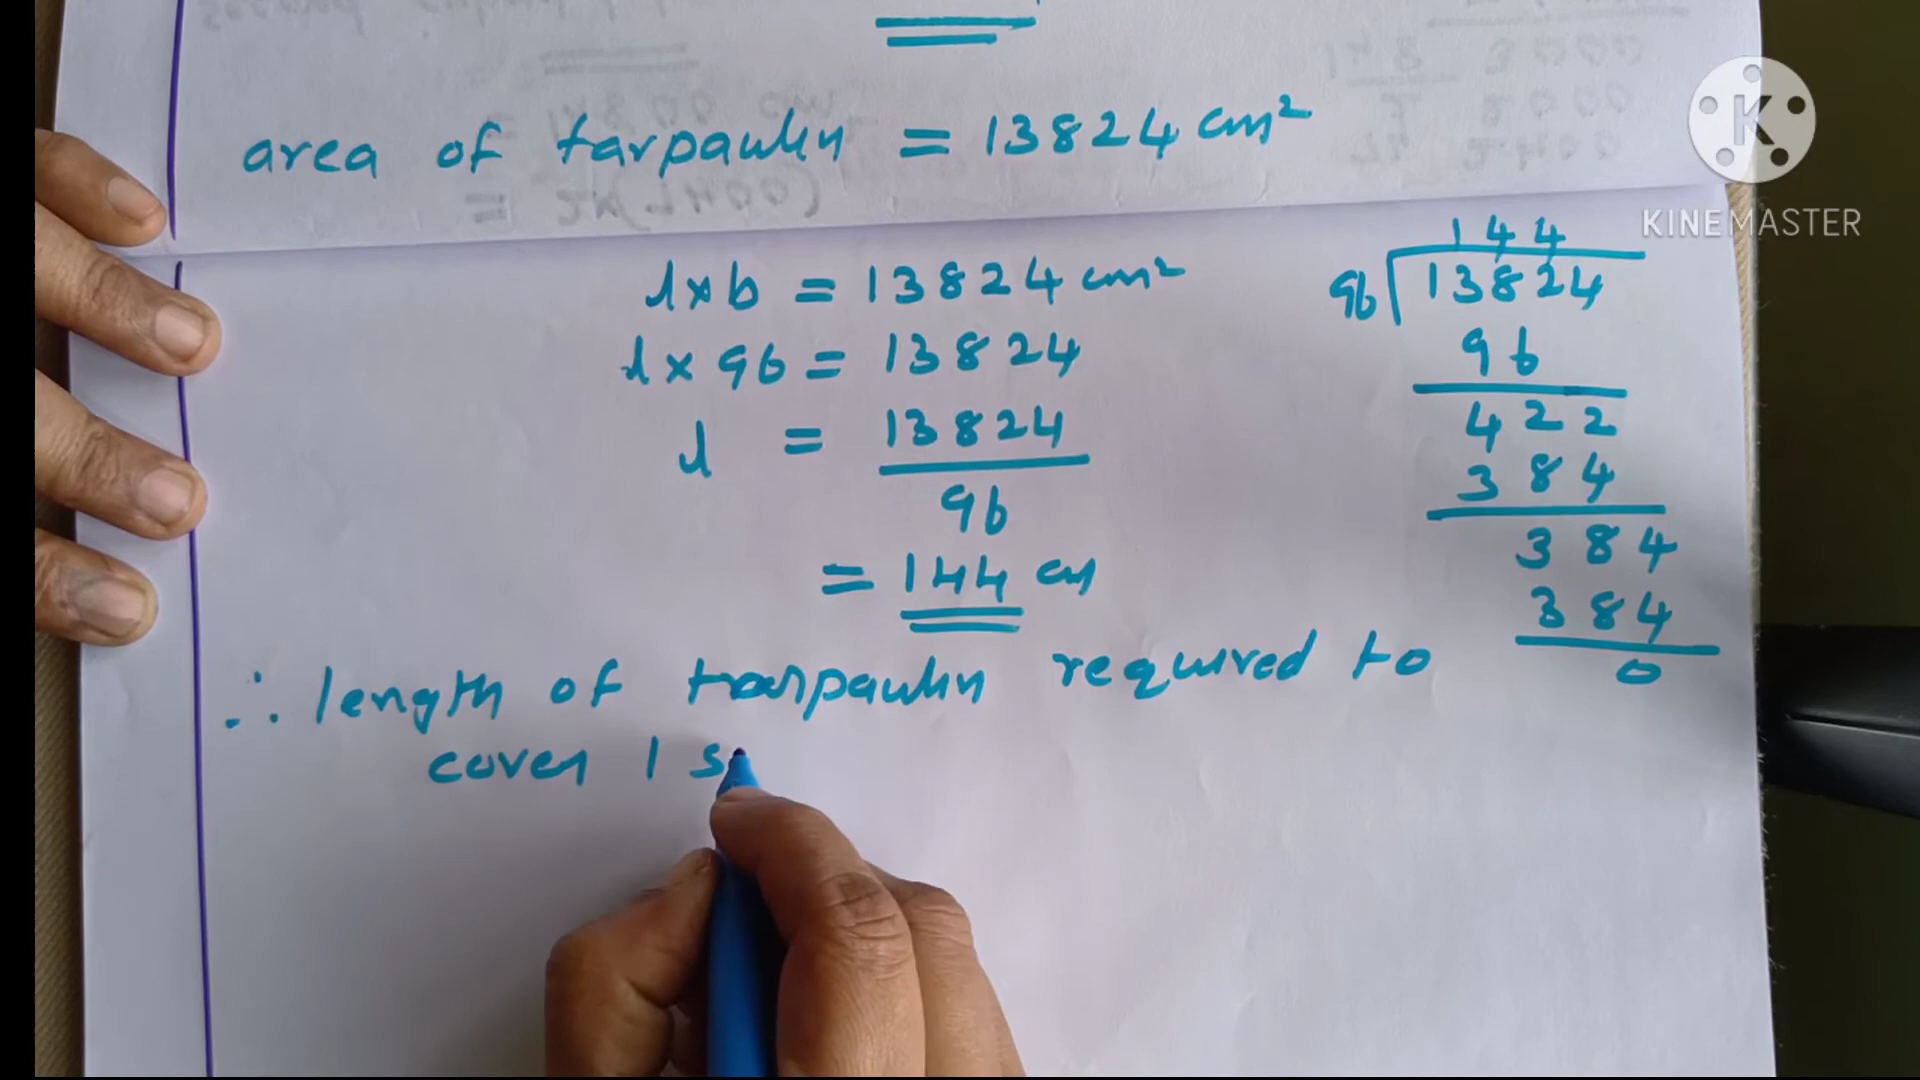 area of tarpaulin = 13824 cm²
l × b = 13824 cm²
l × 96 = 13824
l = 13824
96
= 144 cm
∴ length of tarpaulin required to
cover 1 s
144
96 13824
96
422
384
384
384
0
K
KINEMASTER